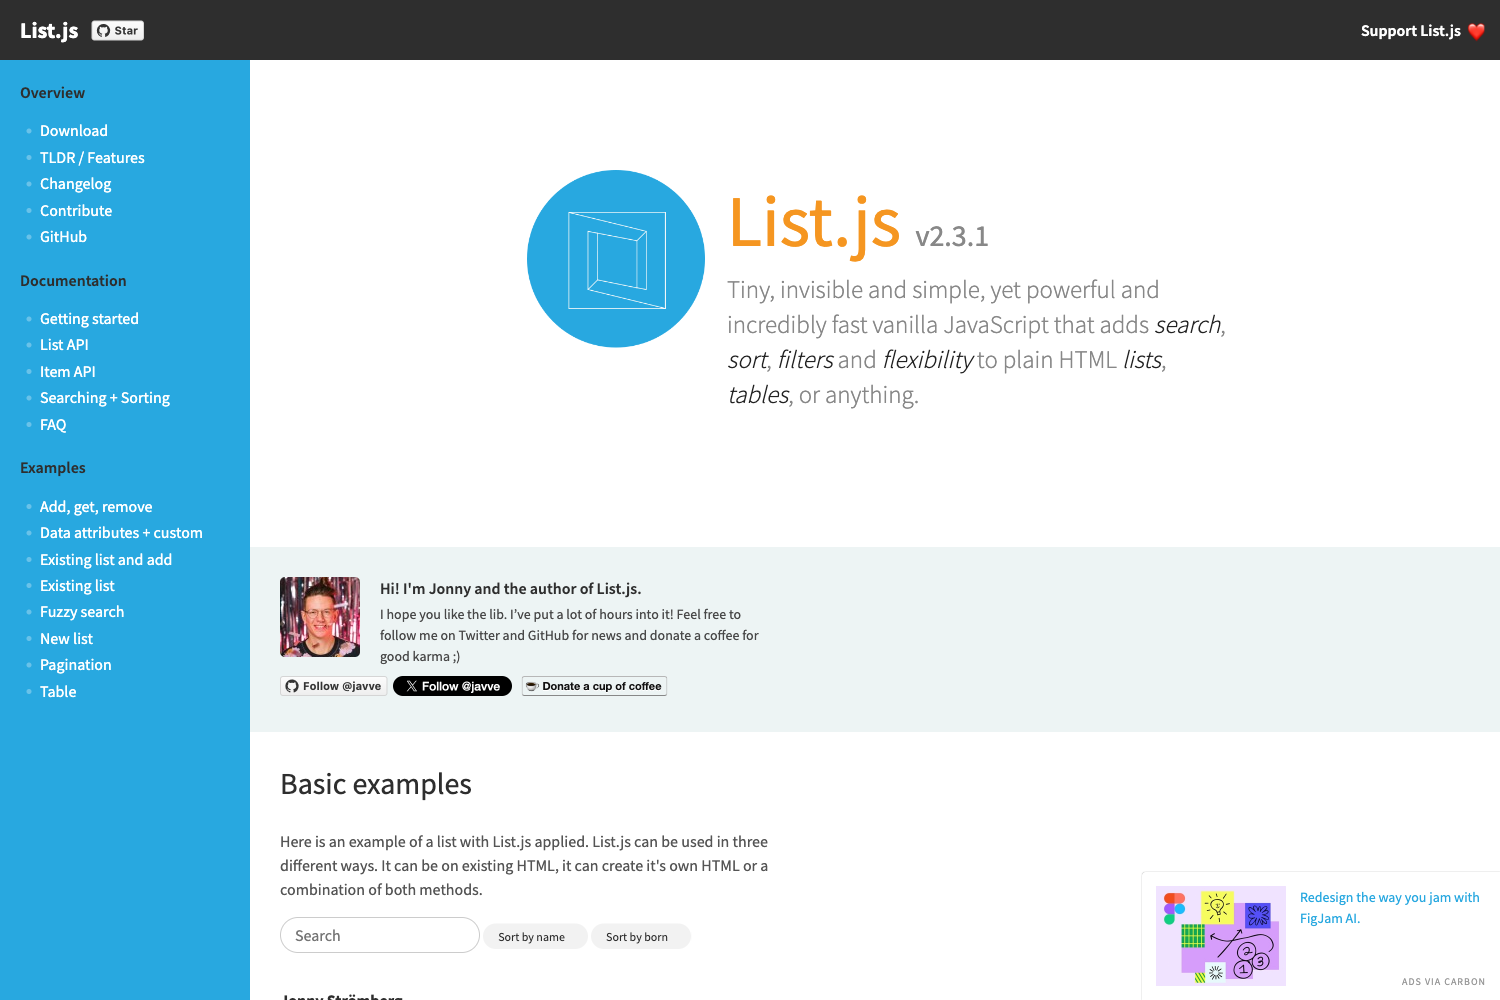 List.js
Star
Support List.js ❤️
Overview
Download
TLDR / Features
Changelog
Contribute
GitHub
Documentation
Getting started
List API
Item API
Searching + Sorting
FAQ
Examples
Add, get, remove
Data attributes + custom
Existing list and add
Existing list
Fuzzy search
New list
Pagination
Table
List.js v2.3.1
Tiny, invisible and simple, yet powerful and
incredibly fast vanilla JavaScript that adds search,
sort, filters and flexibility to plain HTML lists,
tables, or anything.
Hi! I'm Jonny and the author of List.js.
I hope you like the lib. I’ve put a lot of hours into it! Feel free to
follow me on Twitter and GitHub for news and donate a coffee for
good karma ;)
Follow @javve
Follow @javve
Donate a cup of coffee
Basic examples
Here is an example of a list with List.js applied. List.js can be used in three
different ways. It can be on existing HTML, it can create it's own HTML or a
combination of both methods.
Search
Sort by name
Sort by born
Jonny Strömberg
1
2
3
Redesign the way you jam with
FigJam AI.
ADS VIA CARBON